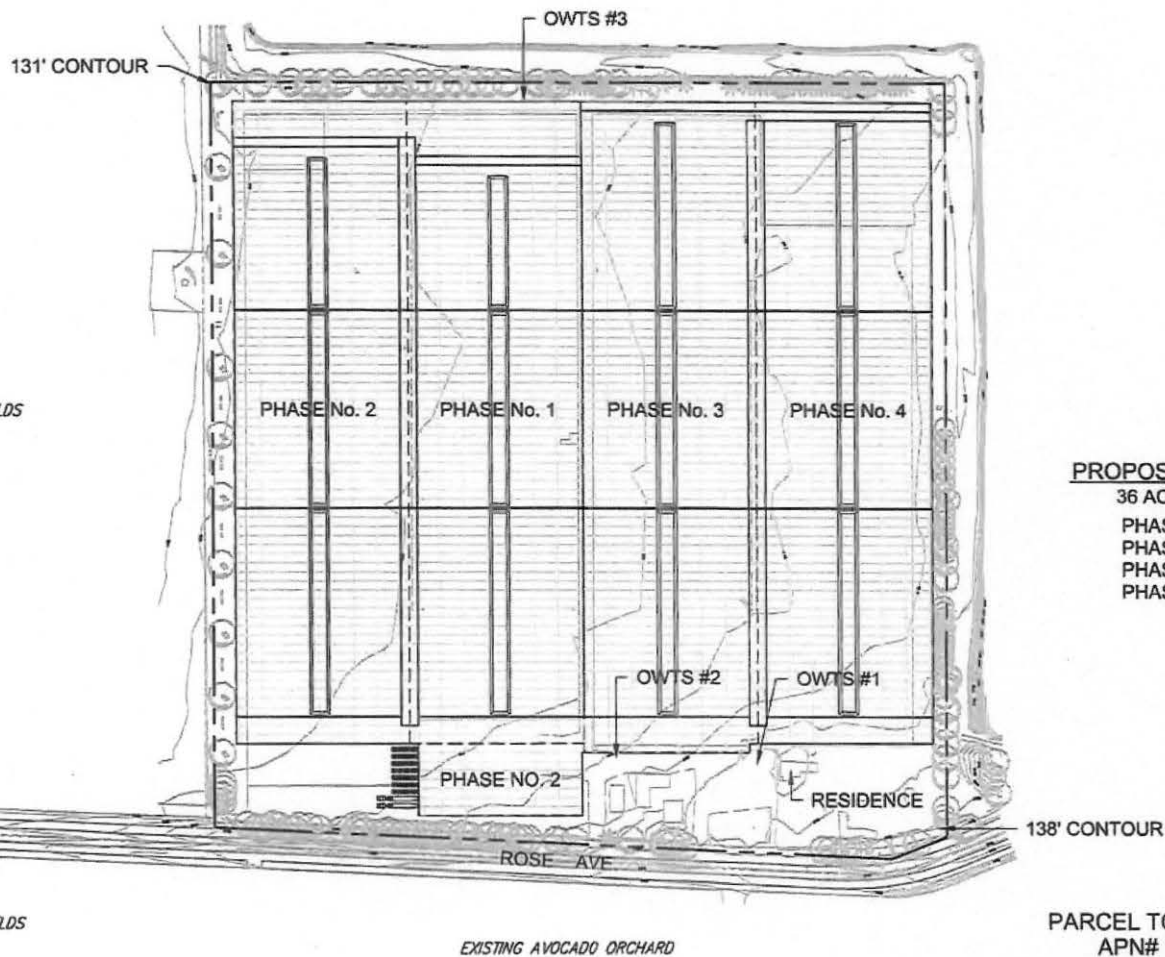 OWTS #3
131' CONTOUR
PHASE No. 2
PHASE No. 1
PHASE No. 3
PHASE No. 4
LDS
PROPOS
36 AC
PHAS
PHAS
PHAS
PHAS
OWTS #2
OWTS #1
PHASE NO. 2
RESIDENCE
138' CONTOUR
ROSE AVE
LDS
EXISTING AVOCADO ORCHARD
PARCEL TO
APN#